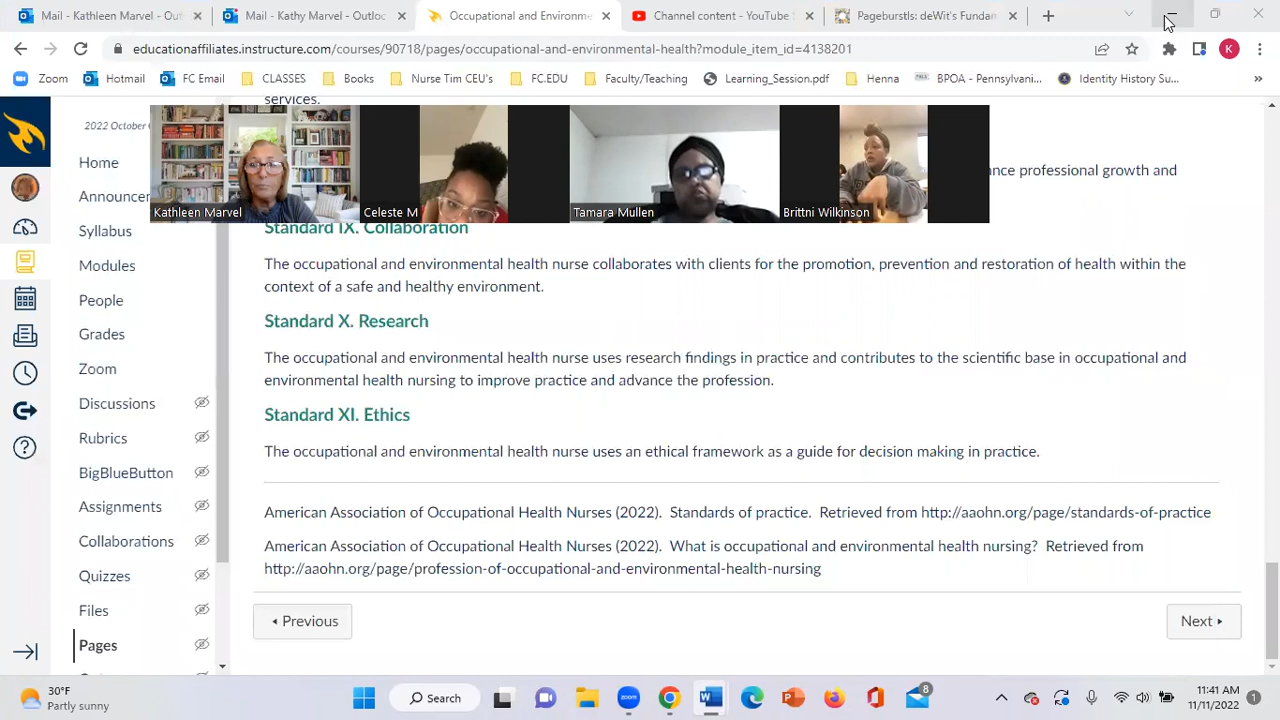 Mail - Kathleen Marvel - Outl
Mail - Kathy Marvel - Outloc
Occupational and Environme
Channel content - YouTube S
Pageburstls: deWit's Fundam
educationaffiliates.instructure.com/courses/90718/pages/occupational-and-environmental-health?module_item_id=4138201
K
Zoom
Hotmail
FC Email
CLASSES
Books
Nurse Tim CEU's
FC.EDU
Faculty/Teaching
Learning_Session.pdf
Henna
BPOA - Pennsylvani...
Identity History Su...
services.
2022 October
nce professional growth and
Kathleen Marvel
Celeste M
Tamara Mullen
Brittni Wilkinson
Home
Announcer
Syllabus
Modules
People
Grades
Zoom
Discussions
Rubrics
BigBlueButton
Assignments
Collaborations
Quizzes
Files
Pages
Standard IX. Collaboration
The occupational and environmental health nurse collaborates with clients for the promotion, prevention and restoration of health within the
context of a safe and healthy environment.
Standard X. Research
The occupational and environmental health nurse uses research findings in practice and contributes to the scientific base in occupational and
environmental health nursing to improve practice and advance the profession.
Standard XI. Ethics
The occupational and environmental health nurse uses an ethical framework as a guide for decision making in practice.
American Association of Occupational Health Nurses (2022). Standards of practice. Retrieved from http://aaohn.org/page/standards-of-practice
American Association of Occupational Health Nurses (2022). What is occupational and environmental health nursing? Retrieved from
http://aaohn.org/page/profession-of-occupational-and-environmental-health-nursing
Previous
Next
30°F
Partly sunny
Search
8
11:41 AM
11/11/2022
1